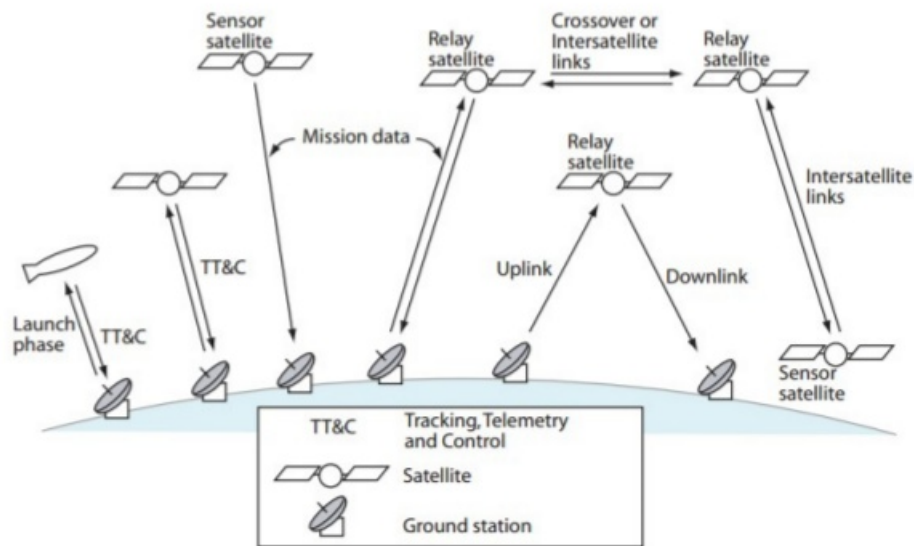 Sensor
satellite
Relay
satellite
Crossover or
Intersatellite
links
Relay
satellite
Mission data
Relay
satellite
Intersatellite
links
TT&C
Uplink
Downlink
Launch
phase
TT&C
Sensor
satellite
TT&C Tracking, Telemetry
and Control
Satellite
Ground station